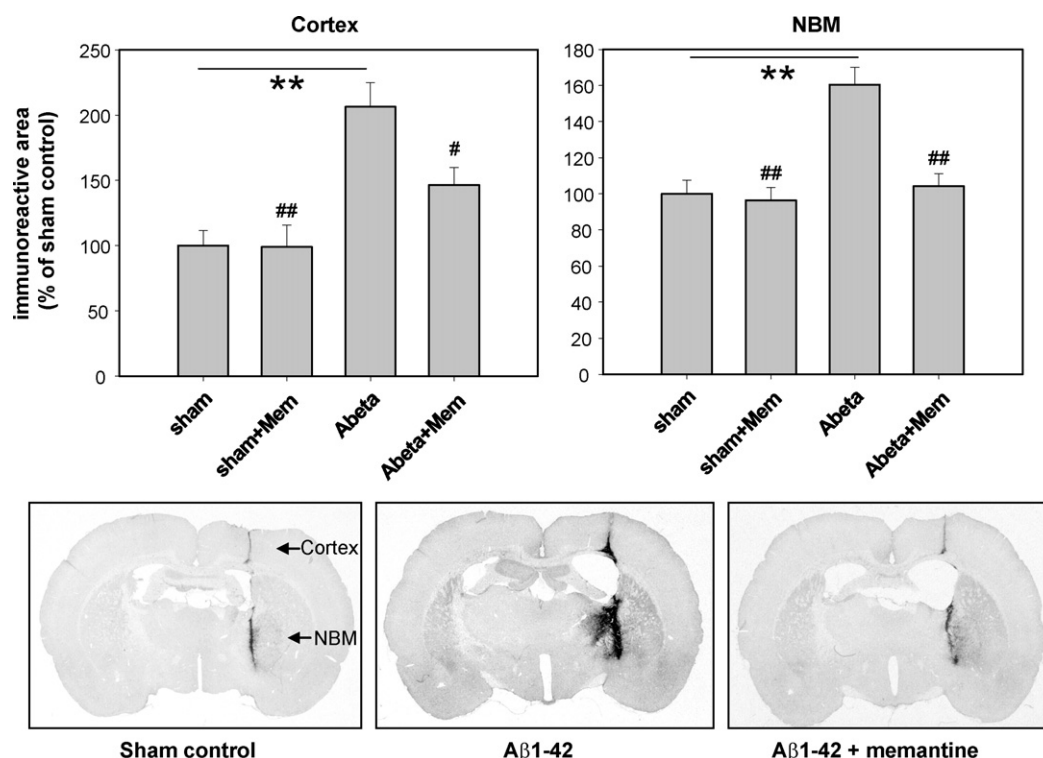 Cortex
immunoreactive area
(% of sham control)
250
200
150
100
50
0
**
##
#
sham
sham+Mem
Abeta
Abeta+Mem
NBM
180
160
140
120
100
80
60
40
20
0
**
##
##
sham
sham+Mem
Abeta
Abeta+Mem
Cortex
NBM
Sham control
Aβ1-42
Aβ1-42 + memantine